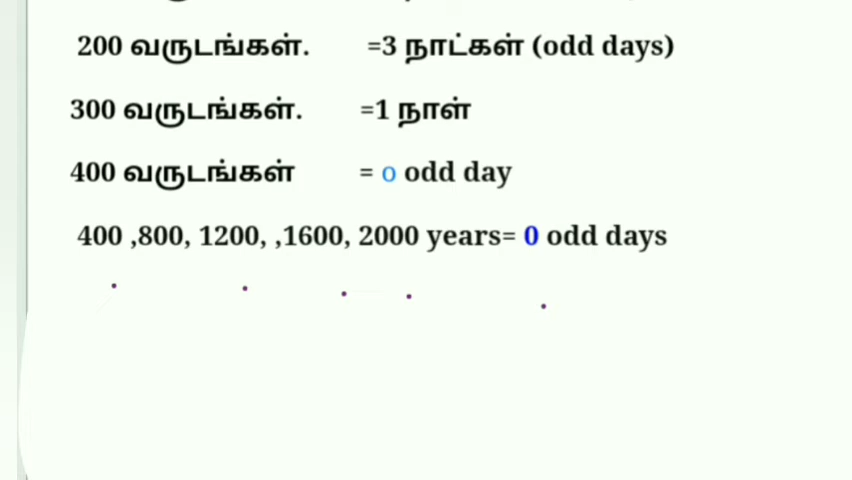 200 வருடங்கள். =3 நாட்கள் (odd days)
300 வருடங்கள். =1 நாள்
400 வருடங்கள் = o odd day
400 ,800, 1200, ,1600, 2000 years= 0 odd days